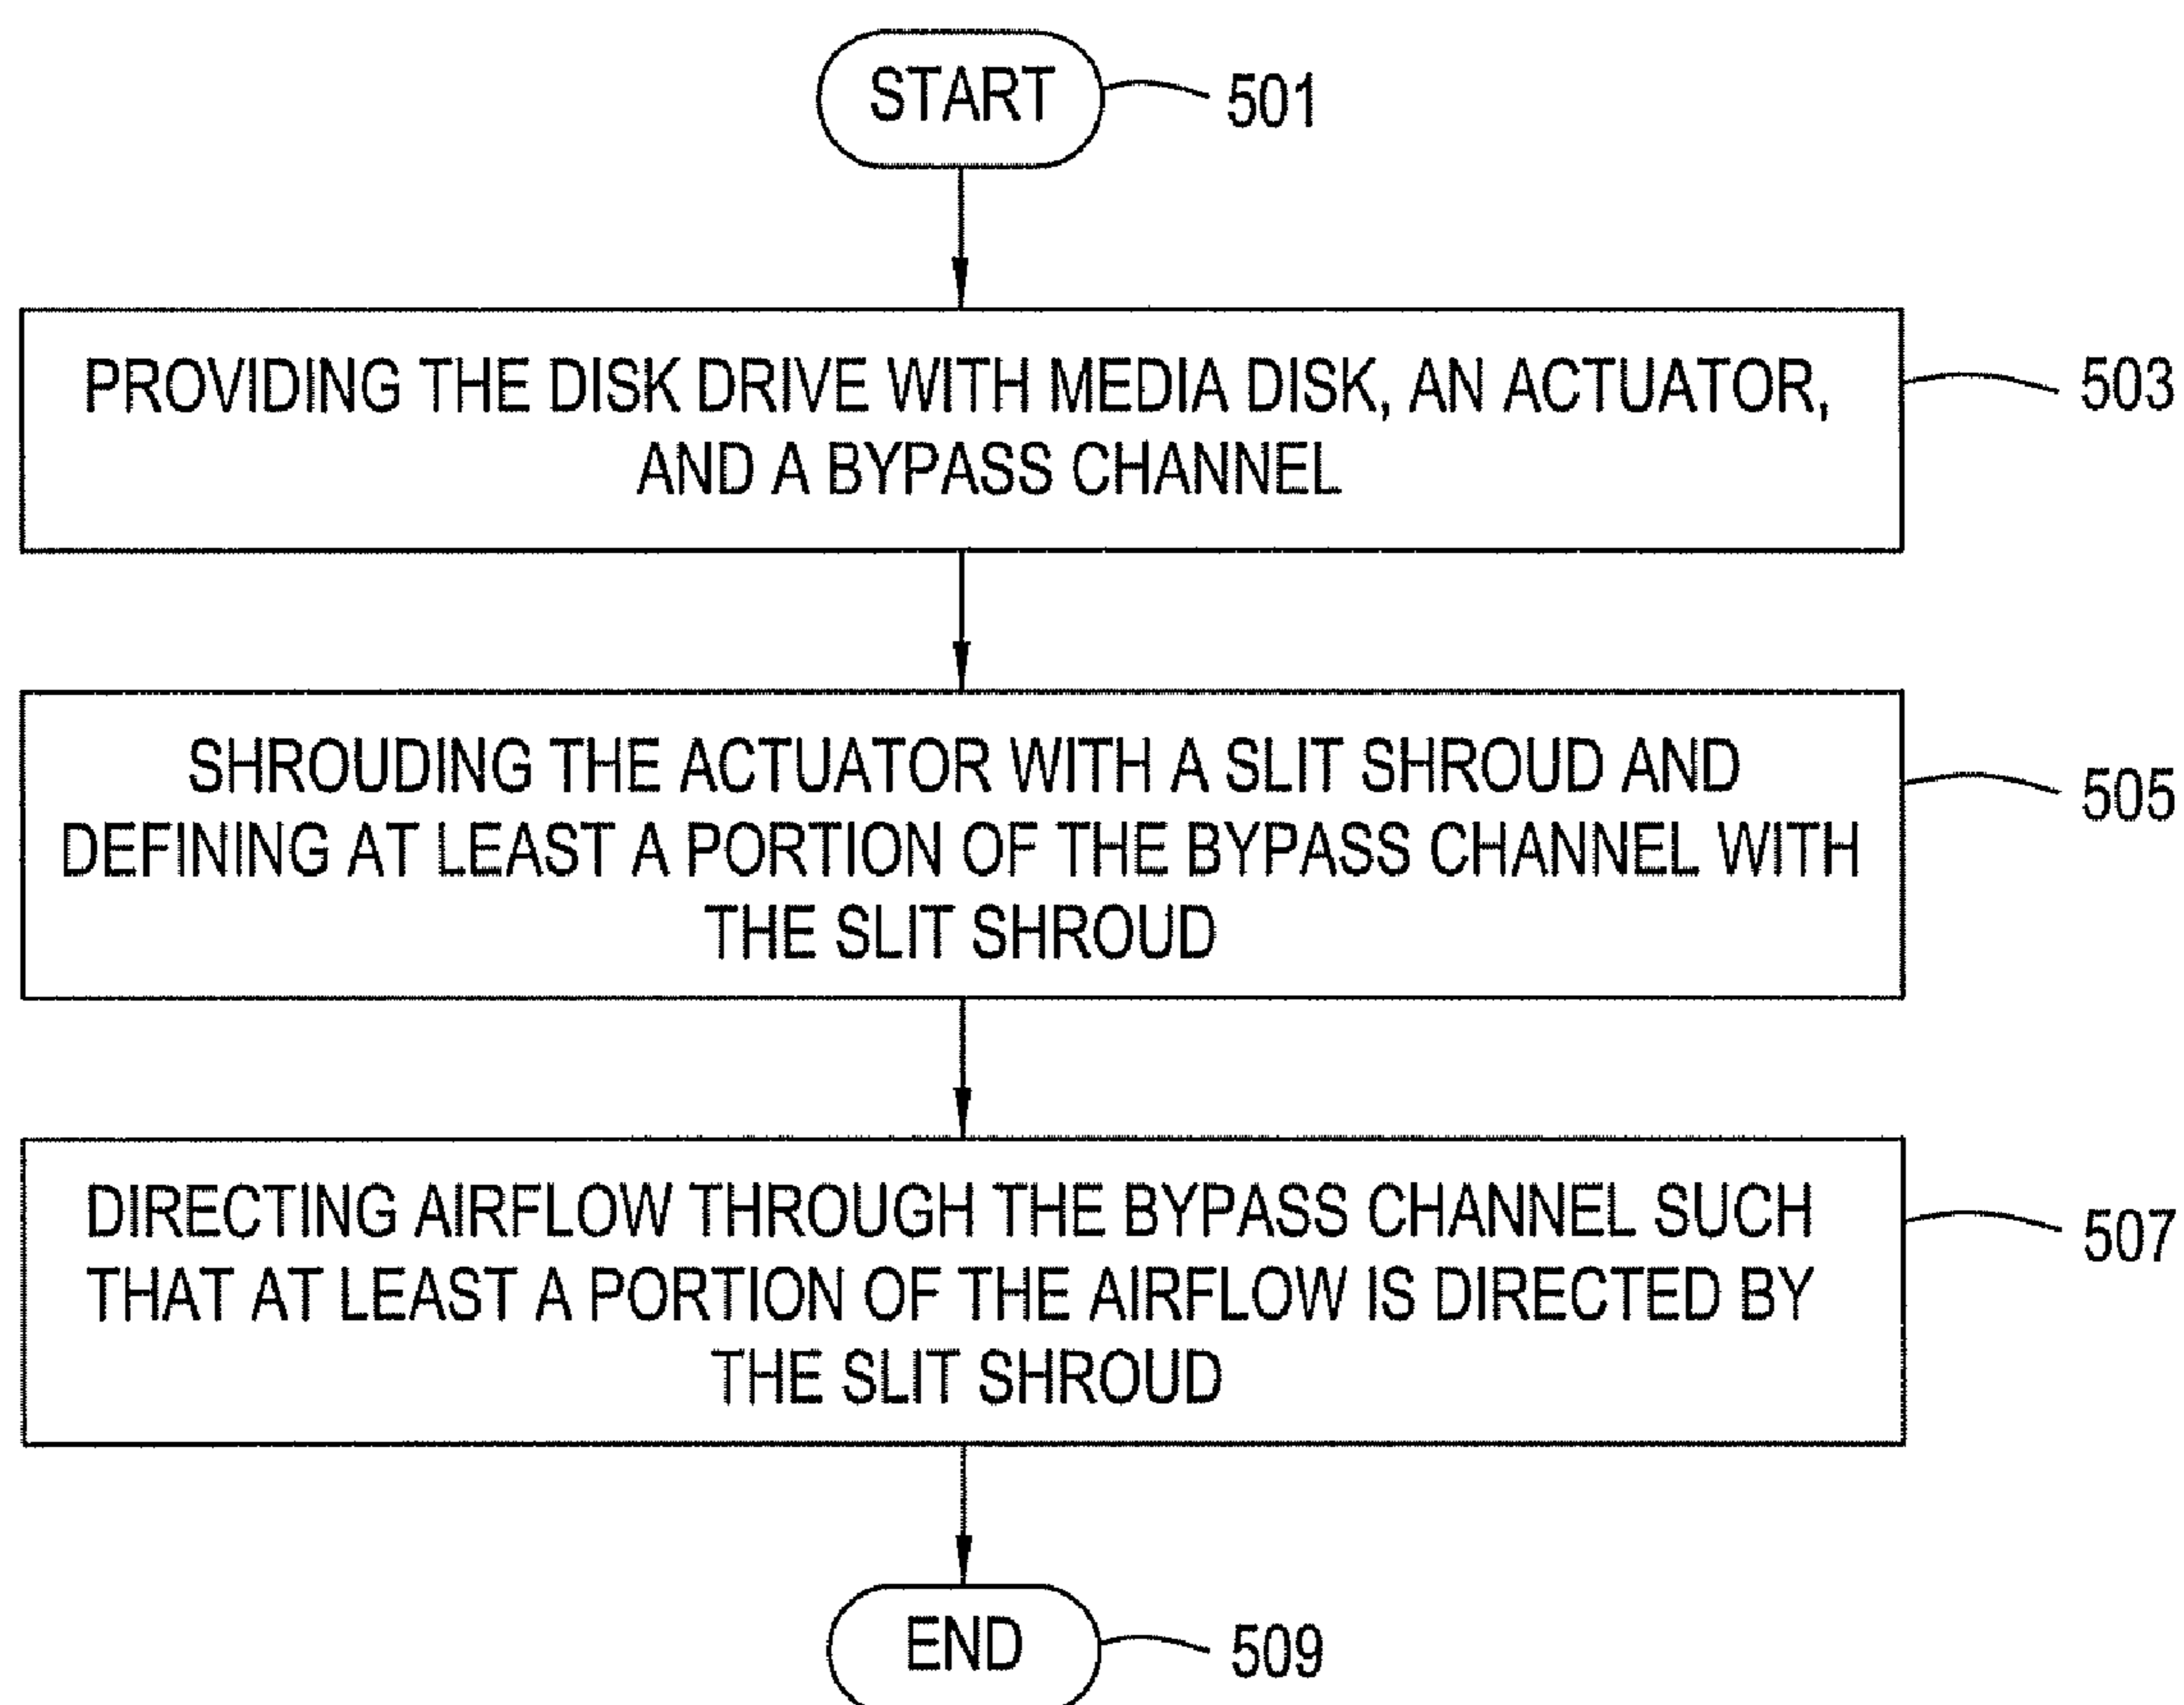 START
501
PROVIDING THE DISK DRIVE WITH MEDIA DISK, AN ACTUATOR,
AND A BYPASS CHANNEL
503
SHROUDING THE ACTUATOR WITH A SLIT SHROUD AND
DEFINING AT LEAST A PORTION OF THE BYPASS CHANNEL WITH
THE SLIT SHROUD
505
DIRECTING AIRFLOW THROUGH THE BYPASS CHANNEL SUCH
THAT AT LEAST A PORTION OF THE AIRFLOW IS DIRECTED BY
THE SLIT SHROUD
507
END
509